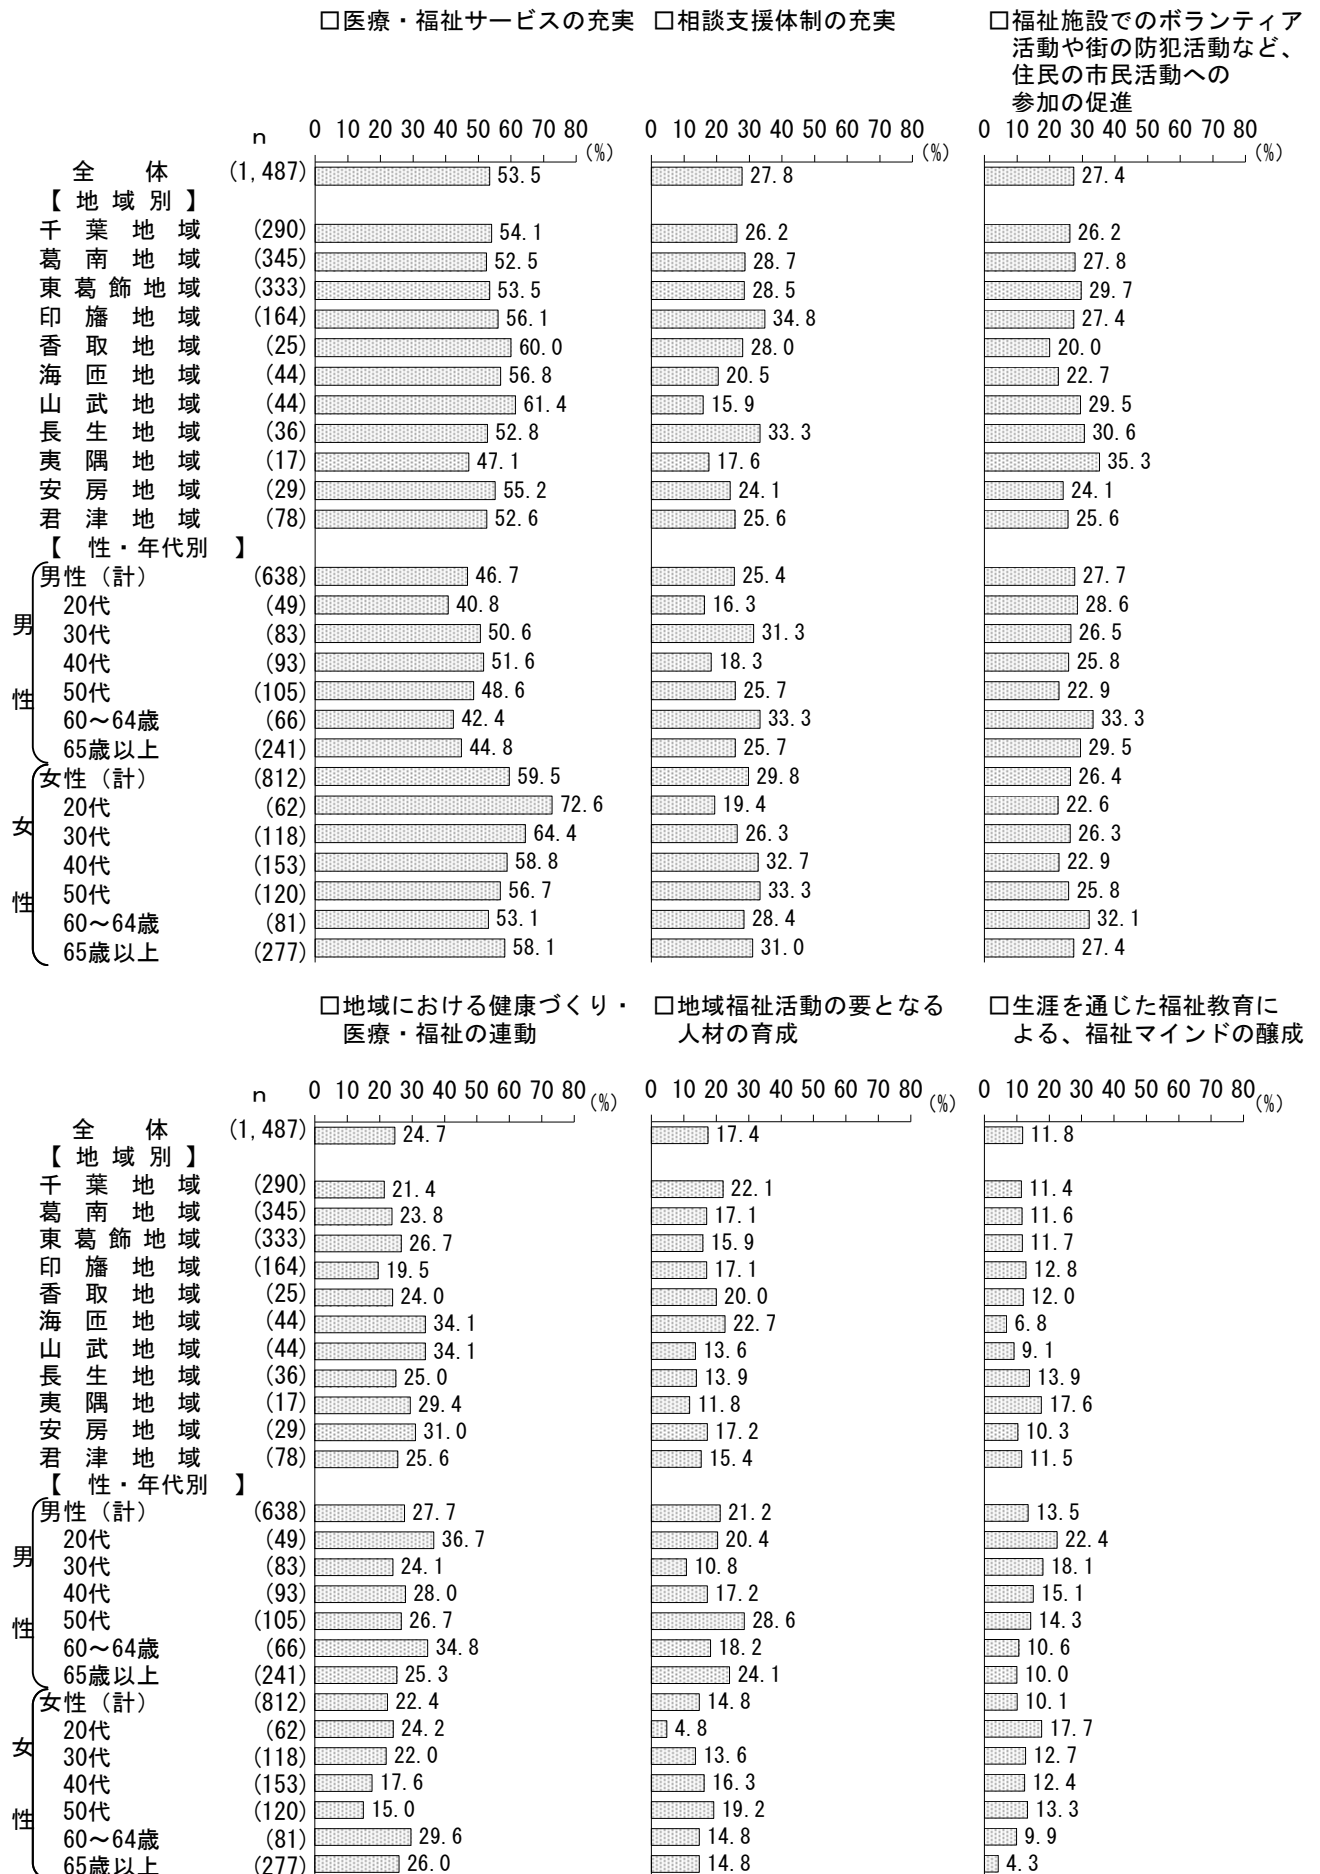 □医療・福祉サービスの充実 □相談支援体制の充実 □福祉施設でのボランティア
活動や街の防犯活動など、
住民の市民活動への
参加の促進
n 0 10 20 30 40 50 60 70 80 (%) 0 10 20 30 40 50 60 70 80 (%) 0 10 20 30 40 50 60 70 80 (%)
全体 (1,487) 53.5 27.8 27.4
【地域別】
千葉地域 (290) 54.1 26.2 26.2
葛南地域 (345) 52.5 28.7 27.8
東葛飾地域 (333) 53.5 28.5 29.7
印旛地域 (164) 56.1 34.8 27.4
香取地域 (25) 60.0 28.0 20.0
海匝地域 (44) 56.8 20.5 22.7
山武地域 (44) 61.4 15.9 29.5
長生地域 (36) 52.8 33.3 30.6
夷隅地域 (17) 47.1 17.6 35.3
安房地域 (29) 55.2 24.1 24.1
君津地域 (78) 52.6 25.6 25.6
【性・年代別】
男性
男性（計） (638) 46.7 25.4 27.7
20代 (49) 40.8 16.3 28.6
30代 (83) 50.6 31.3 26.5
40代 (93) 51.6 18.3 25.8
50代 (105) 48.6 25.7 22.9
60～64歳 (66) 42.4 33.3 33.3
65歳以上 (241) 44.8 25.7 29.5
女性
女性（計） (812) 59.5 29.8 26.4
20代 (62) 72.6 19.4 22.6
30代 (118) 64.4 26.3 26.3
40代 (153) 58.8 32.7 22.9
50代 (120) 56.7 33.3 25.8
60～64歳 (81) 53.1 28.4 32.1
65歳以上 (277) 58.1 31.0 27.4
□地域における健康づくり・ □地域福祉活動の要となる □生涯を通じた福祉教育に
医療・福祉の連動 人材の育成 よる、福祉マインドの醸成
n 0 10 20 30 40 50 60 70 80 (%) 0 10 20 30 40 50 60 70 80 (%) 0 10 20 30 40 50 60 70 80 (%)
全体 (1,487) 24.7 17.4 11.8
【地域別】
千葉地域 (290) 21.4 22.1 11.4
葛南地域 (345) 23.8 17.1 11.6
東葛飾地域 (333) 26.7 15.9 11.7
印旛地域 (164) 19.5 17.1 12.8
香取地域 (25) 24.0 20.0 12.0
海匝地域 (44) 34.1 22.7 6.8
山武地域 (44) 34.1 13.6 9.1
長生地域 (36) 25.0 13.9 13.9
夷隅地域 (17) 29.4 11.8 17.6
安房地域 (29) 31.0 17.2 10.3
君津地域 (78) 25.6 15.4 11.5
【性・年代別】
男性
男性（計） (638) 27.7 21.2 13.5
20代 (49) 36.7 20.4 22.4
30代 (83) 24.1 10.8 18.1
40代 (93) 28.0 17.2 15.1
50代 (105) 26.7 28.6 14.3
60～64歳 (66) 34.8 18.2 10.6
65歳以上 (241) 25.3 24.1 10.0
女性
女性（計） (812) 22.4 14.8 10.1
20代 (62) 24.2 4.8 17.7
30代 (118) 22.0 13.6 12.7
40代 (153) 17.6 16.3 12.4
50代 (120) 15.0 19.2 13.3
60～64歳 (81) 29.6 14.8 9.9
65歳以上 (277) 26.0 14.8 4.3